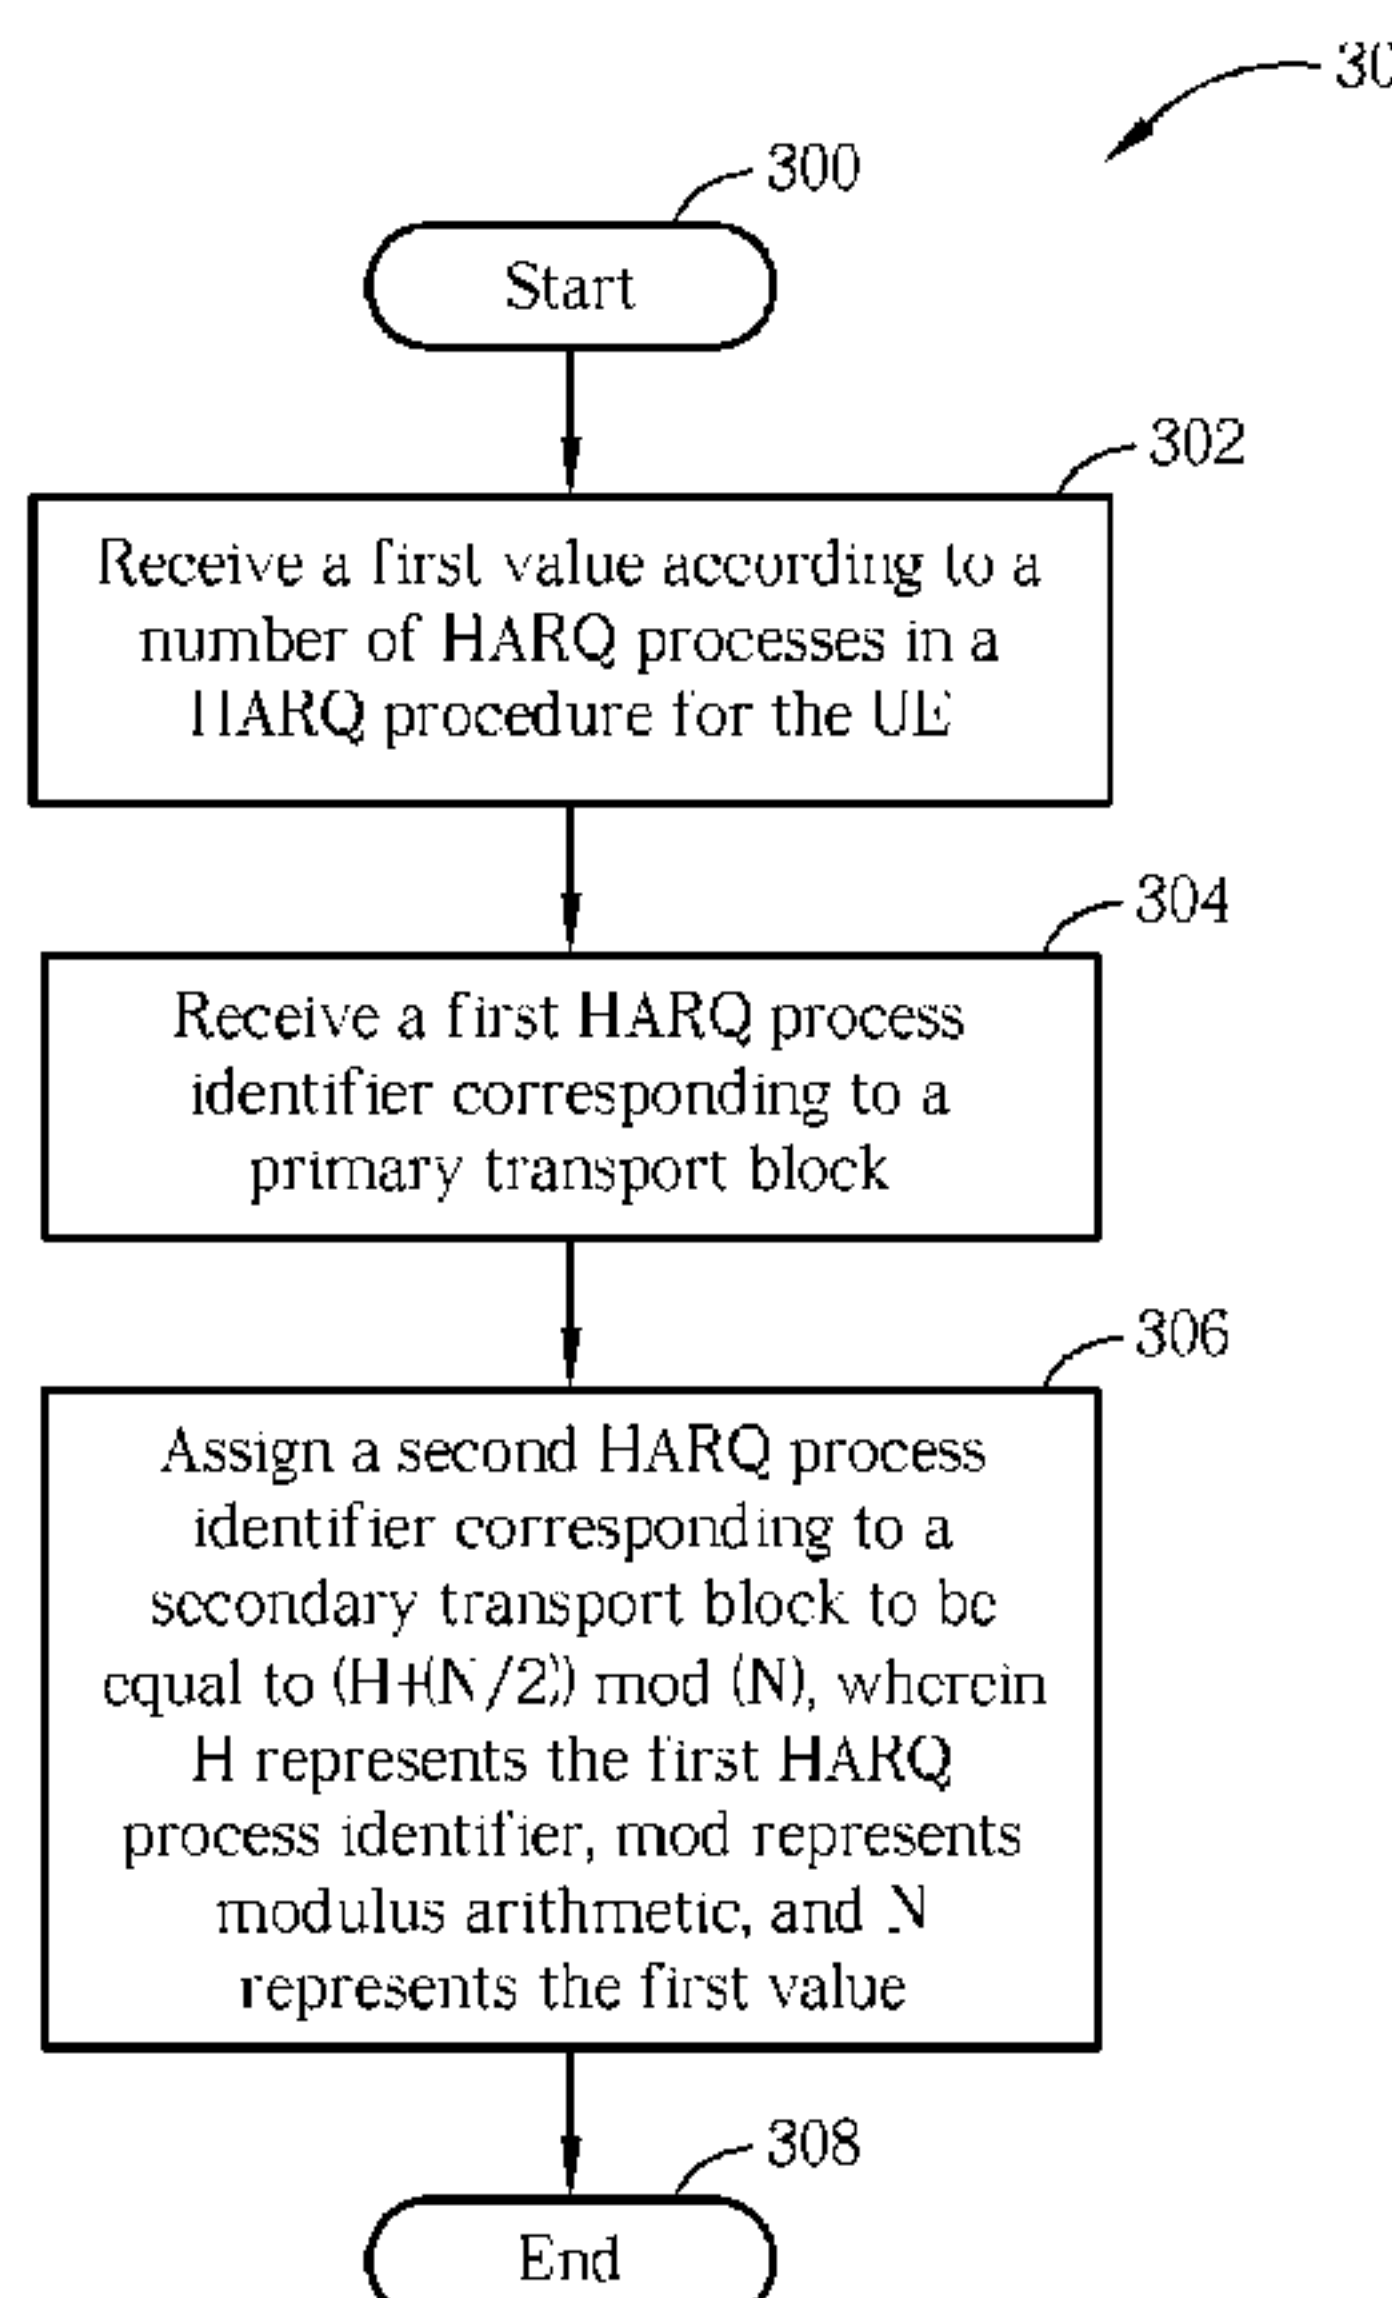 300
Start
302
Receive a first value according to a
number of HARQ processes in a
HARQ procedure for the UE
304
Receive a first HARQ process
identifier corresponding to a
primary transport block
306
Assign a second HARQ process
identifier corresponding to a
secondary transport block to be
equal to (H+(N/2)) mod (N), wherein
H represents the first HARQ
process identifier, mod represents
modulus arithmetic, and N
represents the first value
308
End